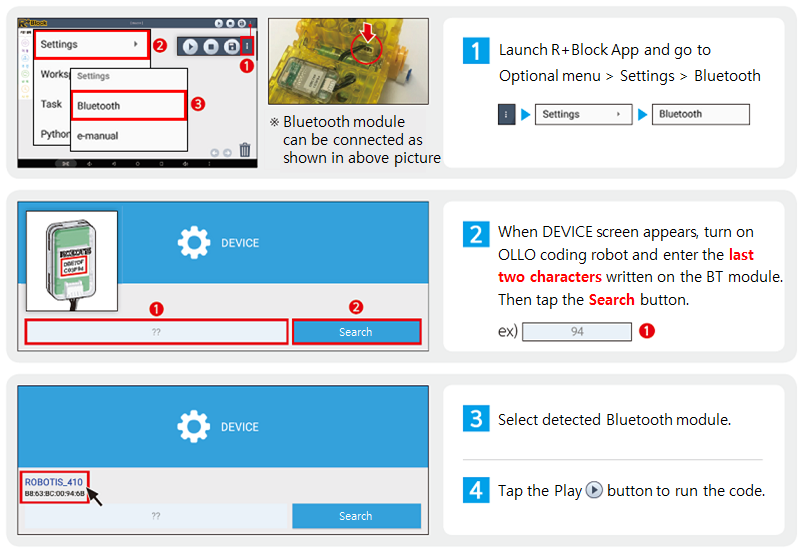 R+Block
Settings
2
1
Works
Settings
Task
Bluetooth
3
Python
e-manual
※ Bluetooth module
can be connected as
shown in above picture
1
Launch R+Block App and go to
Optional menu > Settings > Bluetooth
Settings
Bluetooth
DEVICE
1
2
??
Search
2
When DEVICE screen appears, turn on
OLLO coding robot and enter the last
two characters written on the BT module.
Then tap the Search button.
ex)
94
1
DEVICE
ROBOTIS_410
B8:63:BC:00:94:6B
??
Search
3
Select detected Bluetooth module.
4
Tap the Play button to run the code.